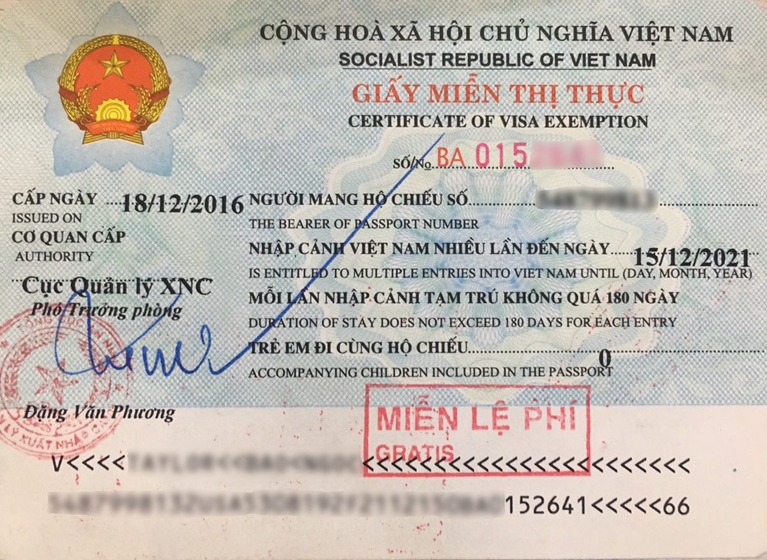 CỘNG HOÀ XÃ HỘI CHỦ NGHĨA VIỆT NAM
SOCIALIST REPUBLIC OF VIET NAM
GIẤY MIỄN THỊ THỰC
CERTIFICATE OF VISA EXEMPTION
SỐ/No BA 015
CẤP NGÀY 18/12/2016
ISSUED ON
CƠ QUAN CẤP
AUTHORITY
Cục Quản lý XNC
Phó Trưởng phòng
Đặng Văn Phương
NGƯỜI MANG HỘ CHIẾU SỐ
THE BEARER OF PASSPORT NUMBER
NHẬP CẢNH VIỆT NAM NHIỀU LẦN ĐẾN NGÀY 15/12/2021
IS ENTITLED TO MULTIPLE ENTRIES INTO VIET NAM UNTIL (DAY, MONTH, YEAR)
MỖI LẦN NHẬP CẢNH TẠM TRÚ KHÔNG QUÁ 180 NGÀY
DURATION OF STAY DOES NOT EXCEED 180 DAYS FOR EACH ENTRY
TRẺ EM ĐI CÙNG HỘ CHIẾU 0
ACCOMPANYING CHILDREN INCLUDED IN THE PASSPORT
MIỄN LỆ PHÍ
GRATIS
V<<<< <<<<<<<<<<<<<<<<<<<<<<<
152641<<<<<66